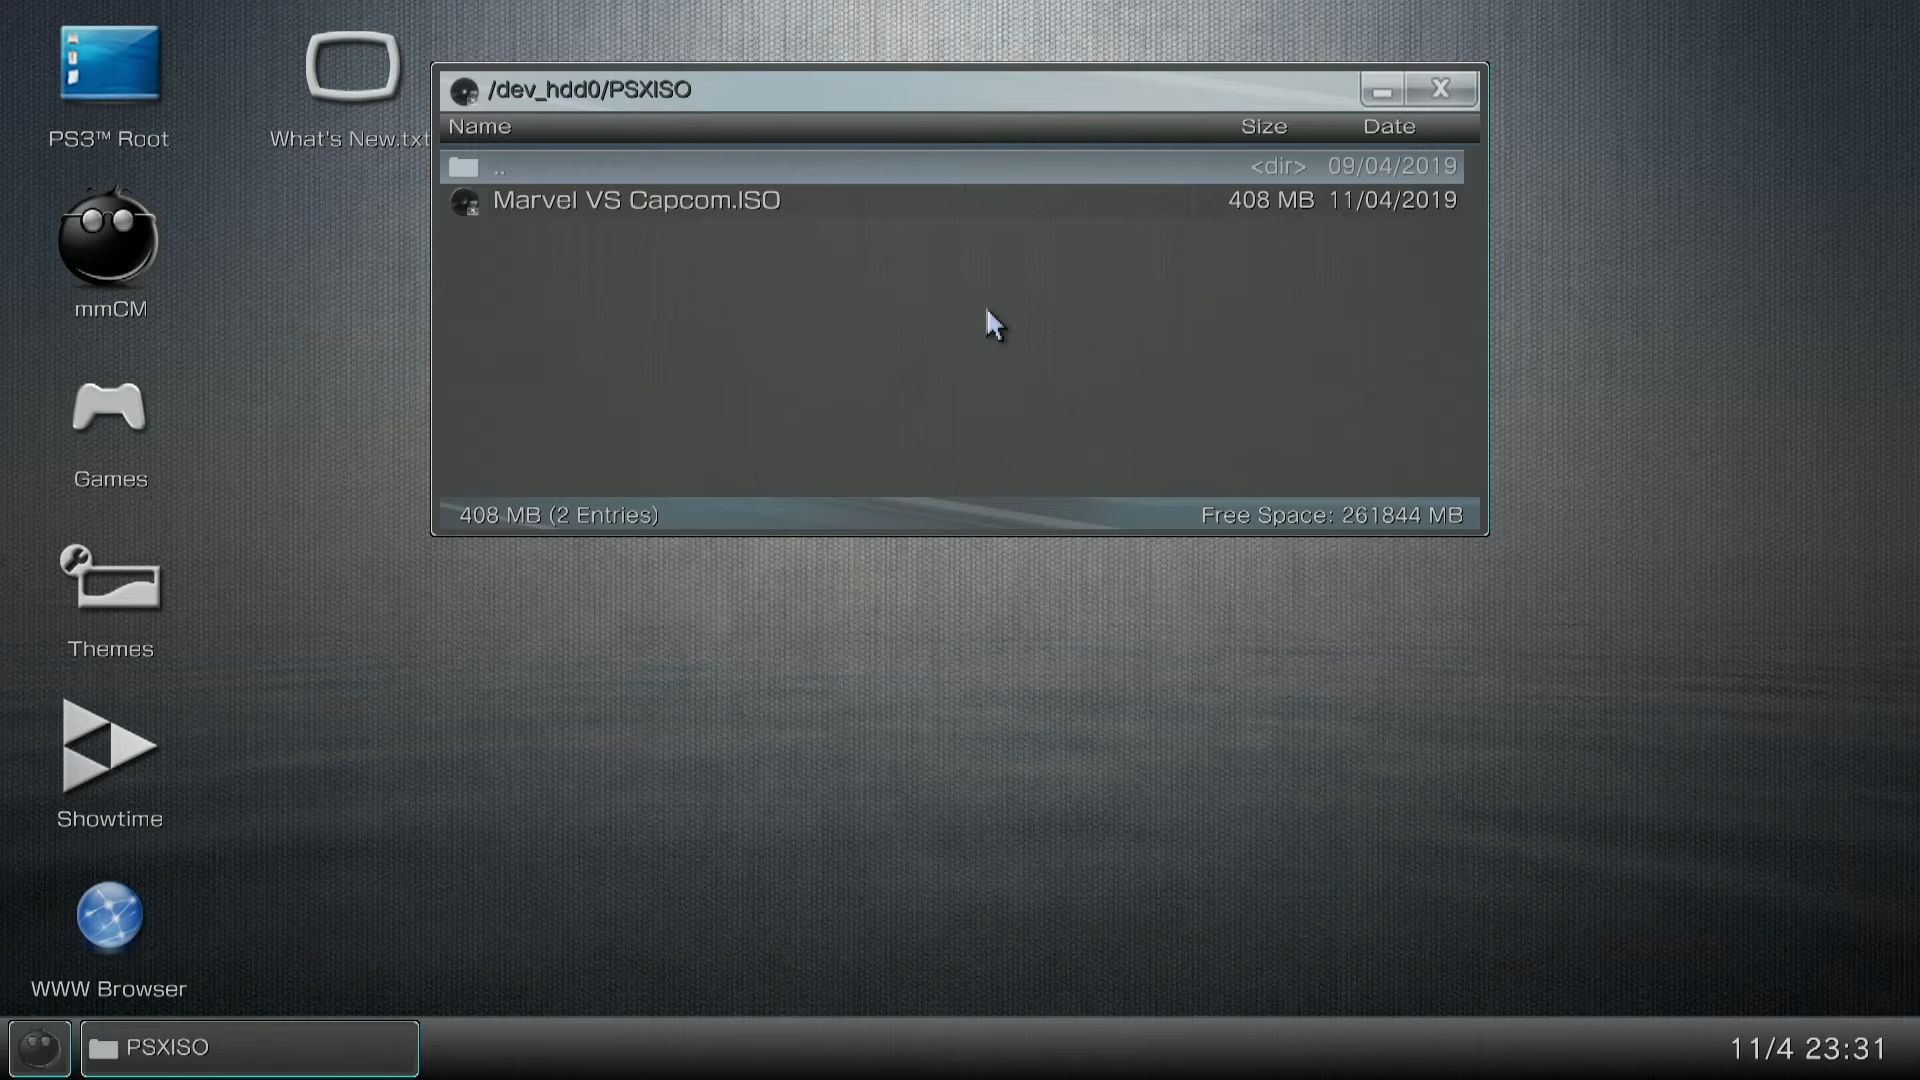 PS3™ Root
What's New.txt
mmCM
Games
Themes
Showtime
WWW Browser
/dev_hdd0/PSXISO
X
Name Size Date
.. <dir> 09/04/2019
Marvel VS Capcom.ISO 408 MB 11/04/2019
408 MB (2 Entries) Free Space: 261844 MB
PSXISO
11/4 23:31